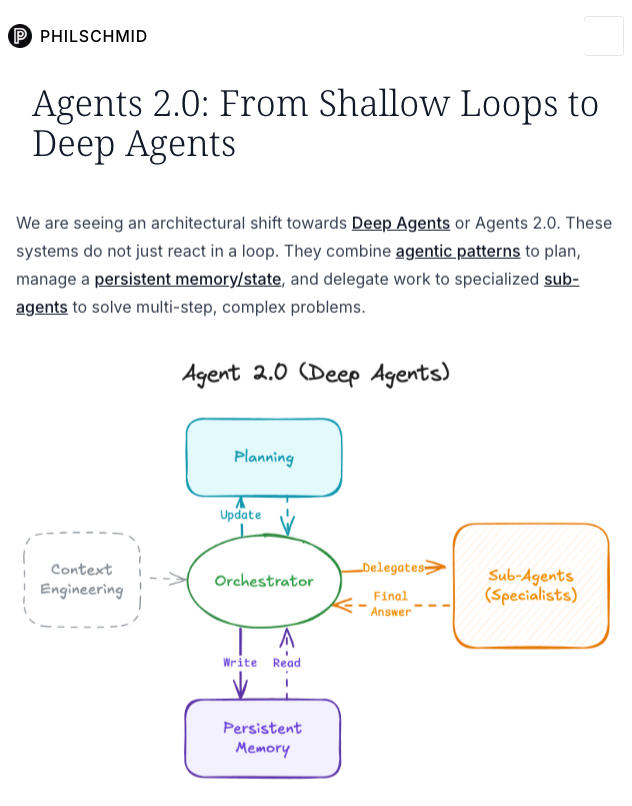 PHILSCHMID
Agents 2.0: From Shallow Loops to
Deep Agents
We are seeing an architectural shift towards Deep Agents or Agents 2.0. These
systems do not just react in a loop. They combine agentic patterns to plan,
manage a persistent memory/state, and delegate work to specialized sub-
agents to solve multi-step, complex problems.
Agent 2.0 (Deep Agents)
Planning
Update
Context
Engineering
Orchestrator
Delegates
Final
Answer
Sub-Agents
(Specialists)
Write Read
Persistent
Memory